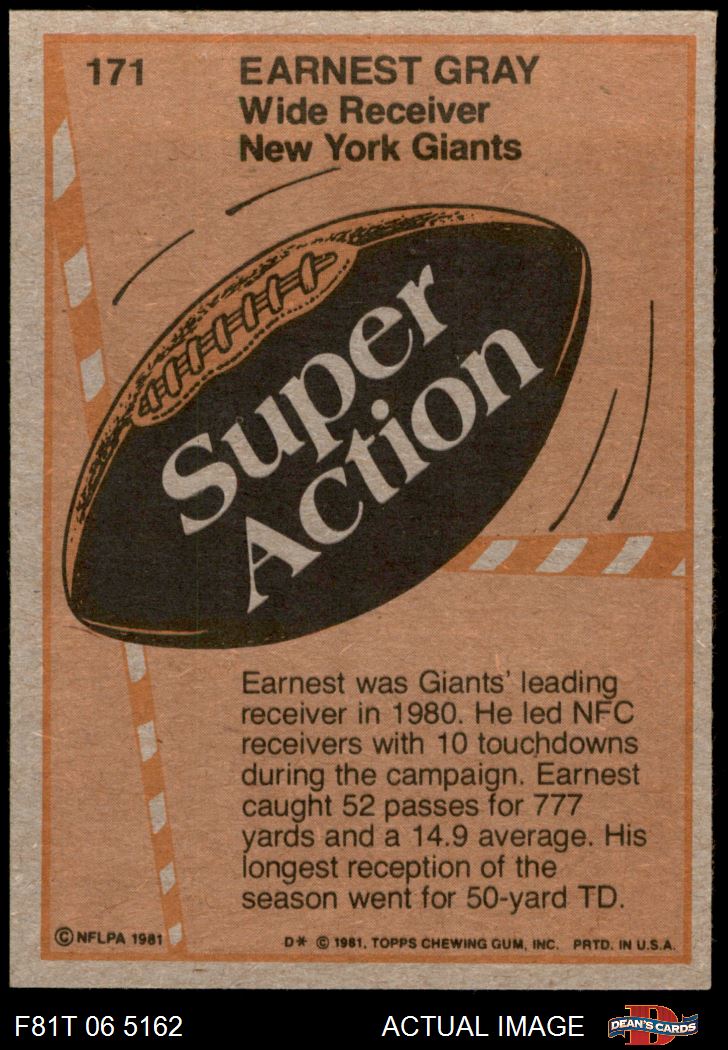 171
EARNEST GRAY
Wide Receiver
New York Giants
Super
Action
Earnest was Giants' leading
receiver in 1980. He led NFC
receivers with 10 touchdowns
during the campaign. Earnest
caught 52 passes for 777
yards and a 14.9 average. His
longest reception of the
season went for 50-yard TD.
© NFLPA 1981
D* © 1981. TOPPS CHEWING GUM, INC. PRTD. IN U.S.A.
F81T 06 5162
ACTUAL IMAGE
D
DEAN'S CARDS